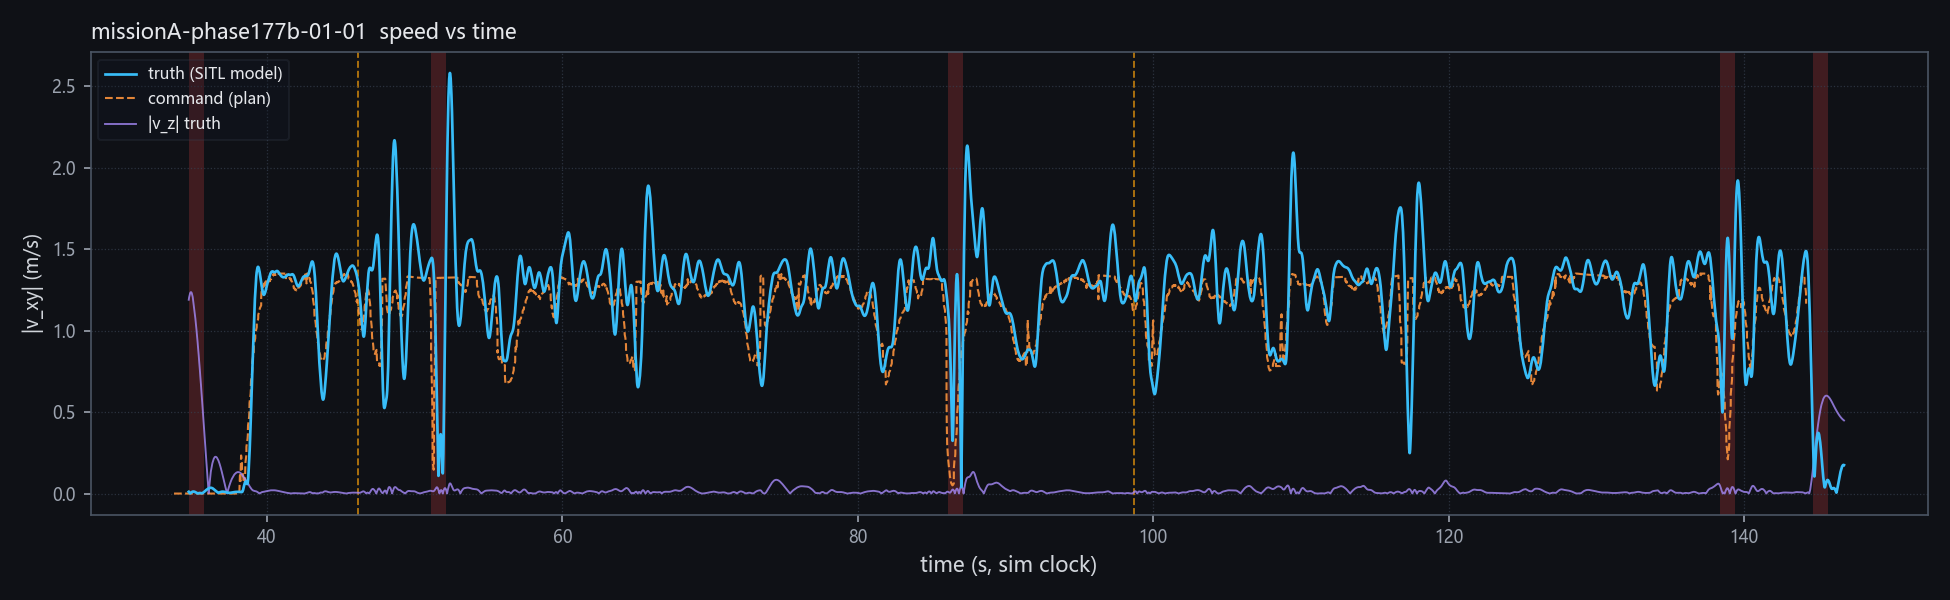 missionA-phase177b-01-01  speed vs time
truth (SITL model)
command (plan)
|v_z| truth
|v_xy| (m/s)
2.5
2.0
1.5
1.0
0.5
0.0
40
60
80
100
120
140
time (s, sim clock)